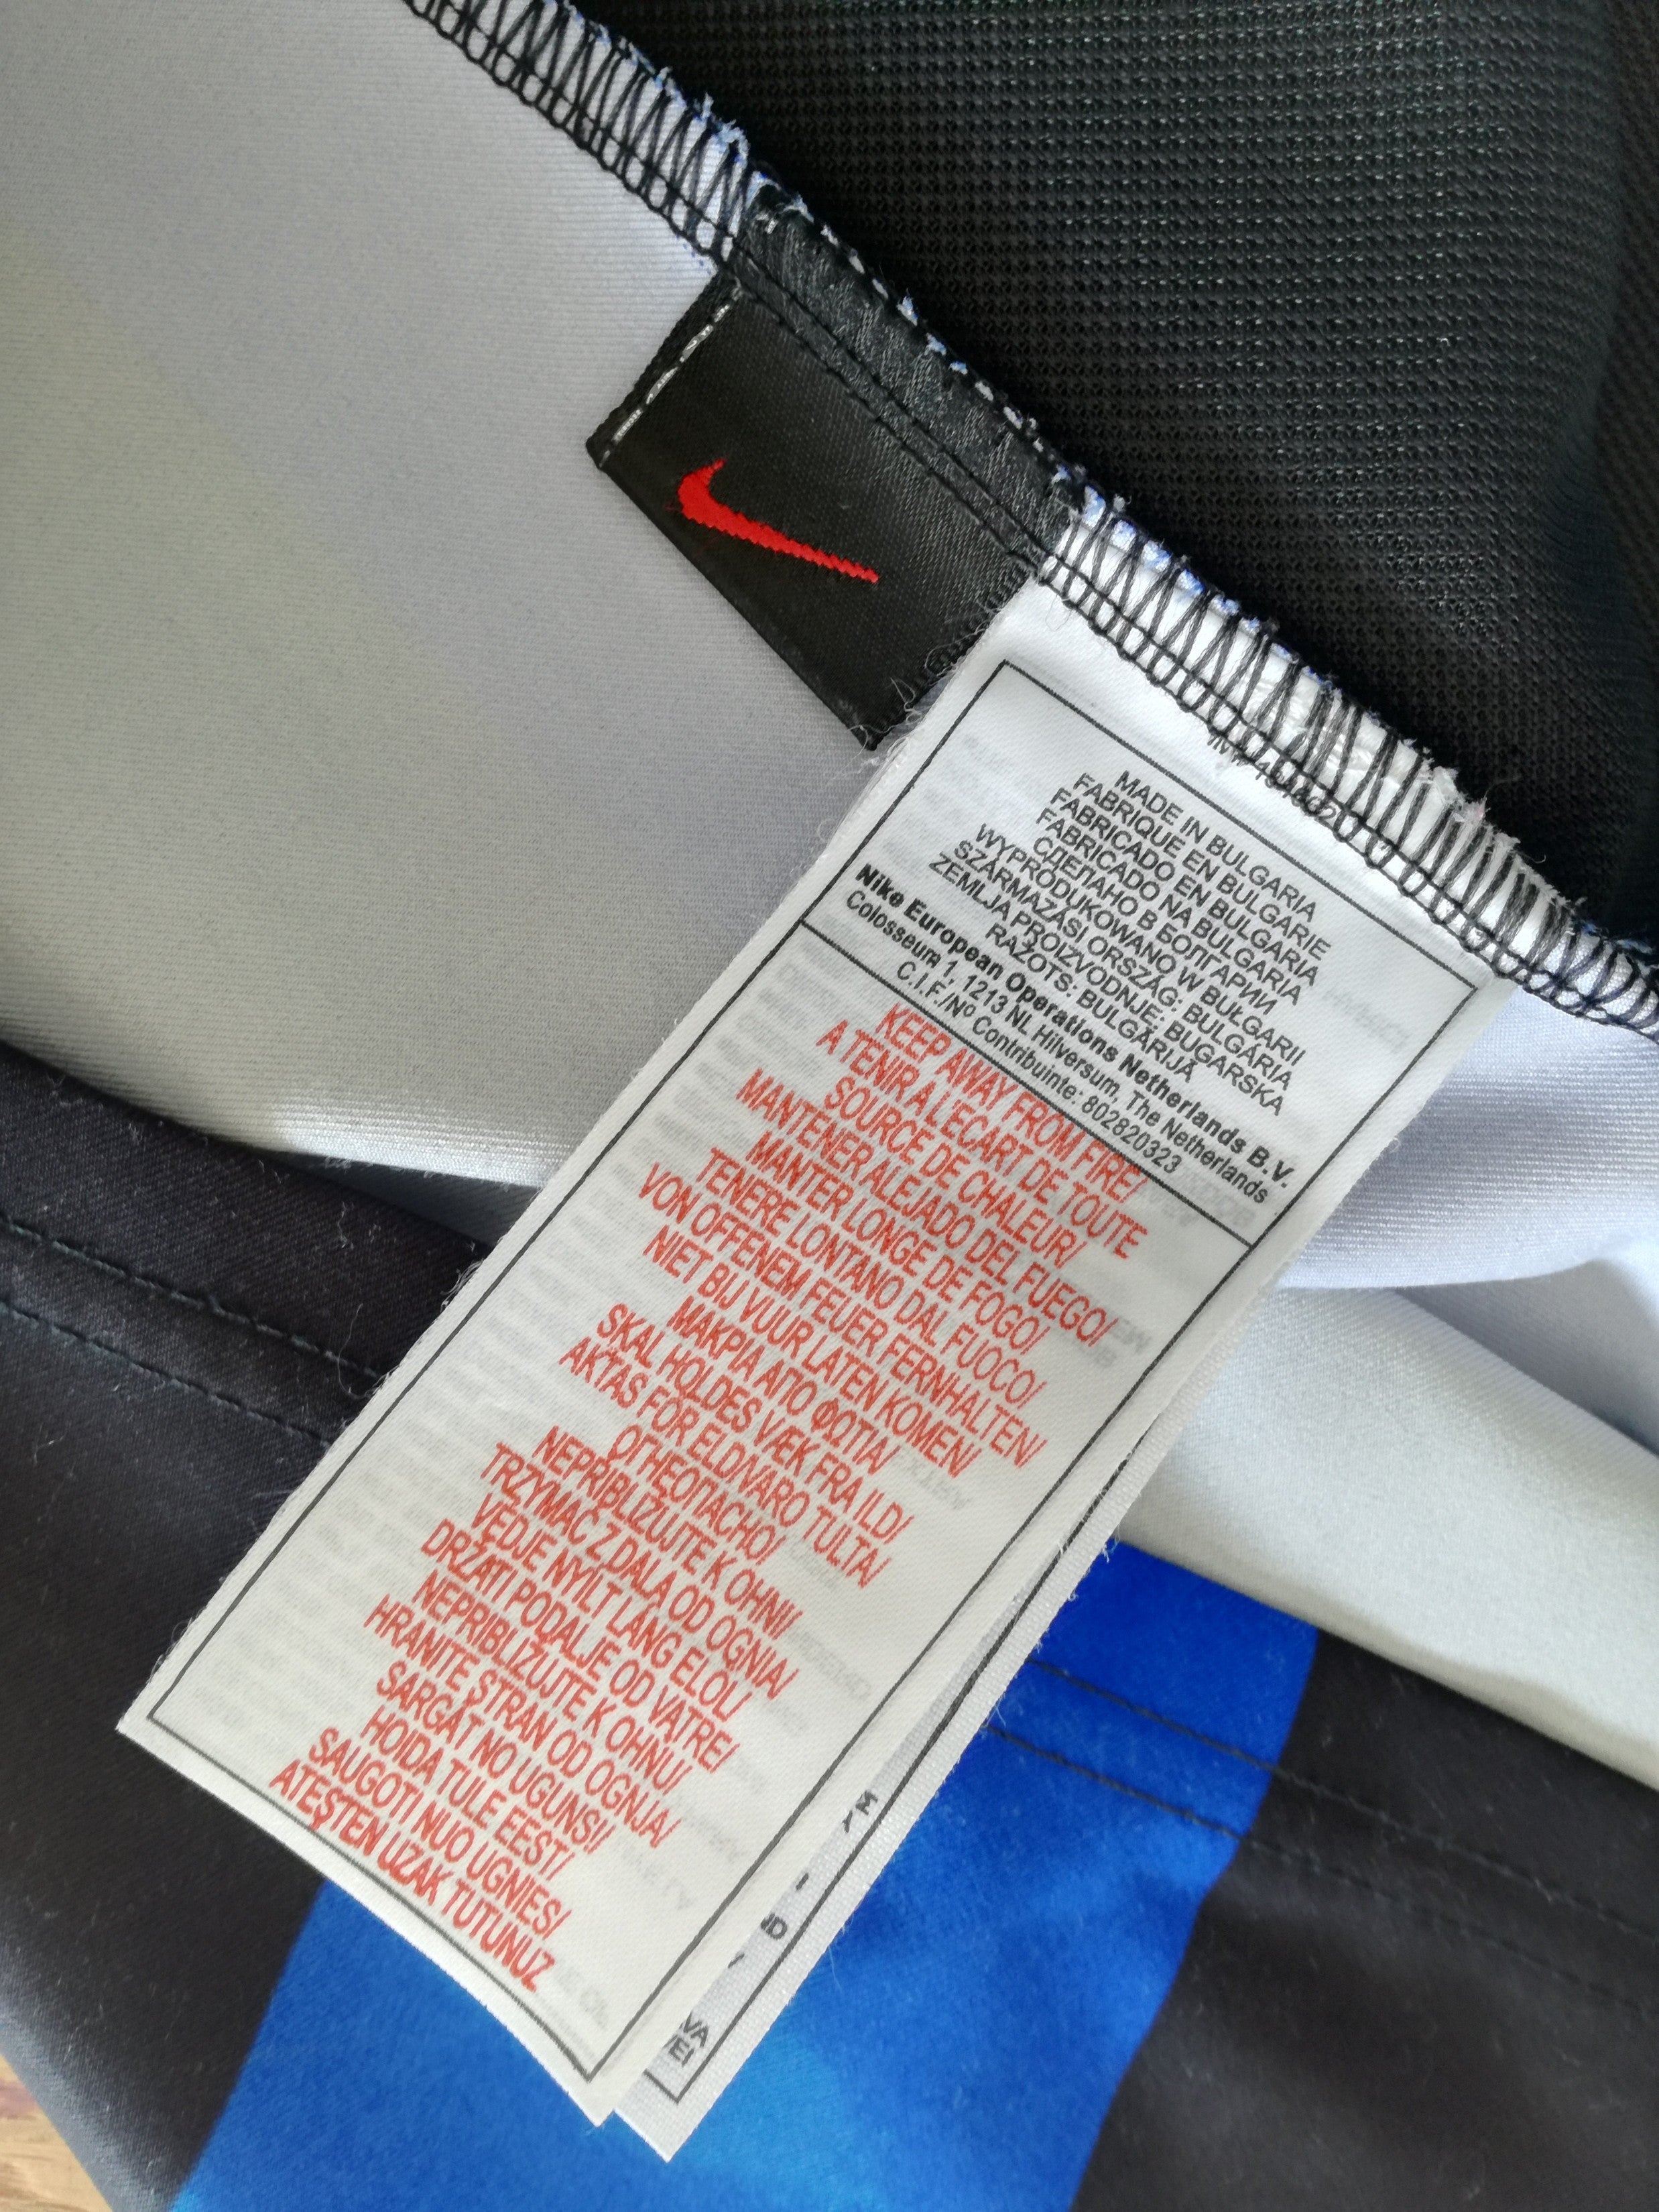 MADE IN BULGARIA
FABRIQUE EN BULGARIE
FABRICADO EN BULGARIA
FABRICADO NA BULGARIA
СДЕЛАНО В БОЛГАРИИ
WYPRODUKOWANO W BUŁGARII
SZÁRMAZÁSI ORSZÁG: BULGÁRIA
ZEMLJA PROIZVODNJE: BUGARSKA
RAŽOTS: BULGĀRIJĀ
Nike European Operations Netherlands B.V.
Colosseum 1, 1213 NL Hilversum, The Netherlands
C.I.F./Nº Contribuinte: 802820323
KEEP AWAY FROM FIRE/
A TENIR A L'ECART DE TOUTE
SOURCE DE CHALEUR/
MANTENER ALEJADO DEL FUEGO/
MANTER LONGE DE FOGO/
TENERE LONTANO DAL FUOCO/
VON OFFENEM FEUER FERNHALTEN/
NIET BIJ VUUR LATEN KOMEN/
ΜΑΚΡΙΑ ΑΠΟ ΦΩΤΙΑ/
SKAL HOLDES VÆK FRA ILD/
AKTAS FÖR ELD/VARO TULTA/
ОГНЕОПАСНО/
NEPRIBLIŽUJTE K OHNI/
TRZYMAĆ Z DALA OD OGNIA/
VÉDJE NYÍLT LÁNG ELŐL/
DRŽATI PODALJE OD VATRE/
NEPRIBLIŽUJTE K OHNU/
HRANITE STRAN OD OGNJA/
SARGĀT NO UGUNS!/
HOIDA TULE EEST/
SAUGOTI NUO UGNIES/
ATEŞTEN UZAK TUTUNUZ